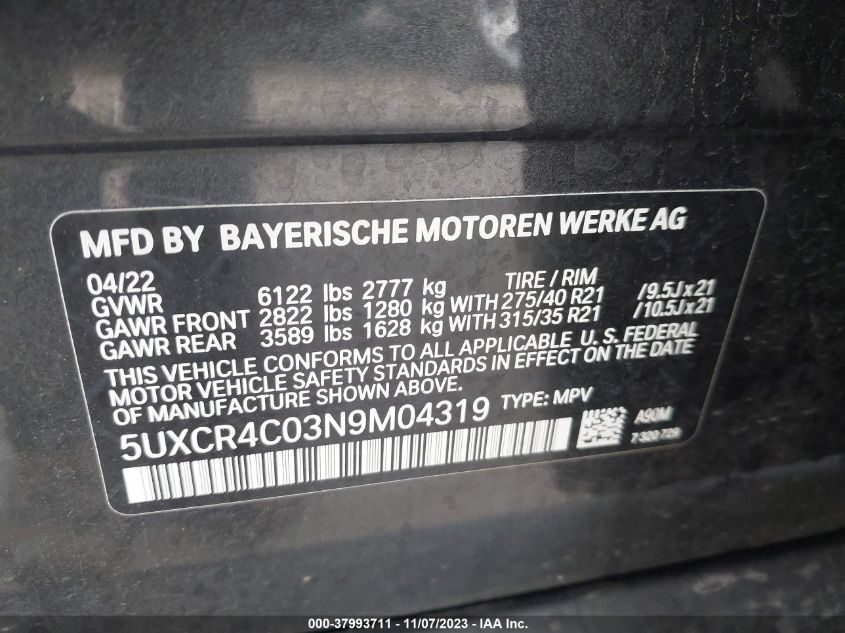 MFD BY BAYERISCHE MOTOREN WERKE AG
04/22 TIRE / RIM
GVWR 6122 lbs 2777 kg
GAWR FRONT 2822 lbs 1280 kg WITH 275/40 R21 /9.5J x 21
GAWR REAR 3589 lbs 1628 kg WITH 315/35 R21 /10.5J x 21
THIS VEHICLE CONFORMS TO ALL APPLICABLE U. S. FEDERAL
MOTOR VEHICLE SAFETY STANDARDS IN EFFECT ON THE DATE
OF MANUFACTURE SHOWN ABOVE.
5UXCR4C03N9M04319 TYPE: MPV
A90M
7 320 729
000-37993711 - 11/07/2023 - IAA Inc.